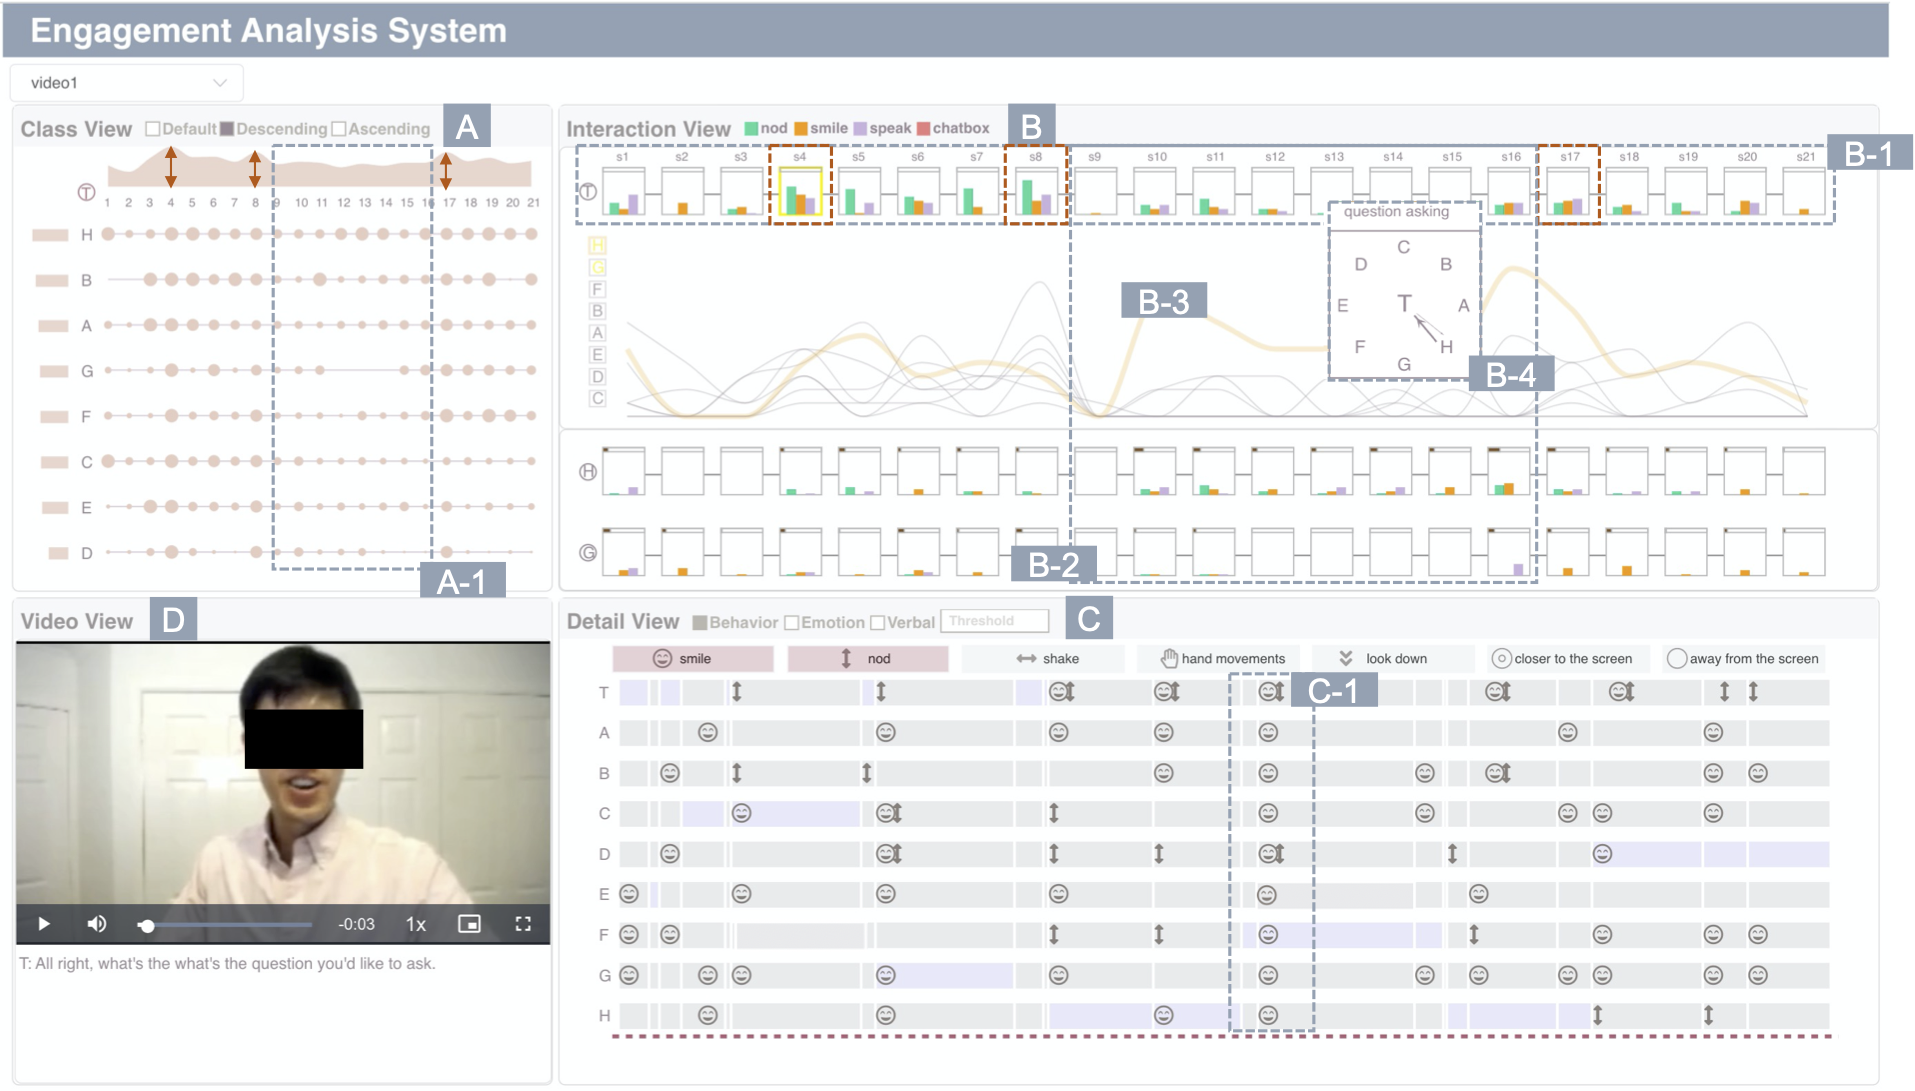 Engagement Analysis System
video1
Class View Default Descending Ascending A
T
1 2 3 4 5 6 7 8 9 10 11 12 13 14 15 16 17 18 19 20 21
H
B
A
G
F
C
E
D
A-1
Interaction View nod smile speak chatbox B
B-1
s1 s2 s3 s4 s5 s6 s7 s8 s9 s10 s11 s12 s13 s14 s15 s16 s17 s18 s19 s20 s21
T
question asking
C
D B
E T A
F H
G
B-4
B-3
H
G
F
B
A
E
D
C
H
G
B-2
Video View D
-0:03 1x
T: All right, what's the what's the question you'd like to ask.
Detail View Behavior Emotion Verbal Threshold C
smile nod shake hand movements look down closer to the screen away from the screen
T
C-1
A
B
C
D
E
F
G
H